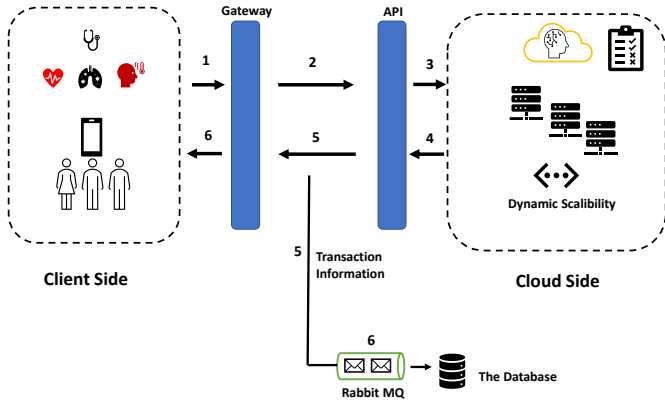 Gateway
API
1
2
3
6
5
4
Dynamic Scalibility
5
Transaction
Information
Client Side
Cloud Side
6
Rabbit MQ
The Database